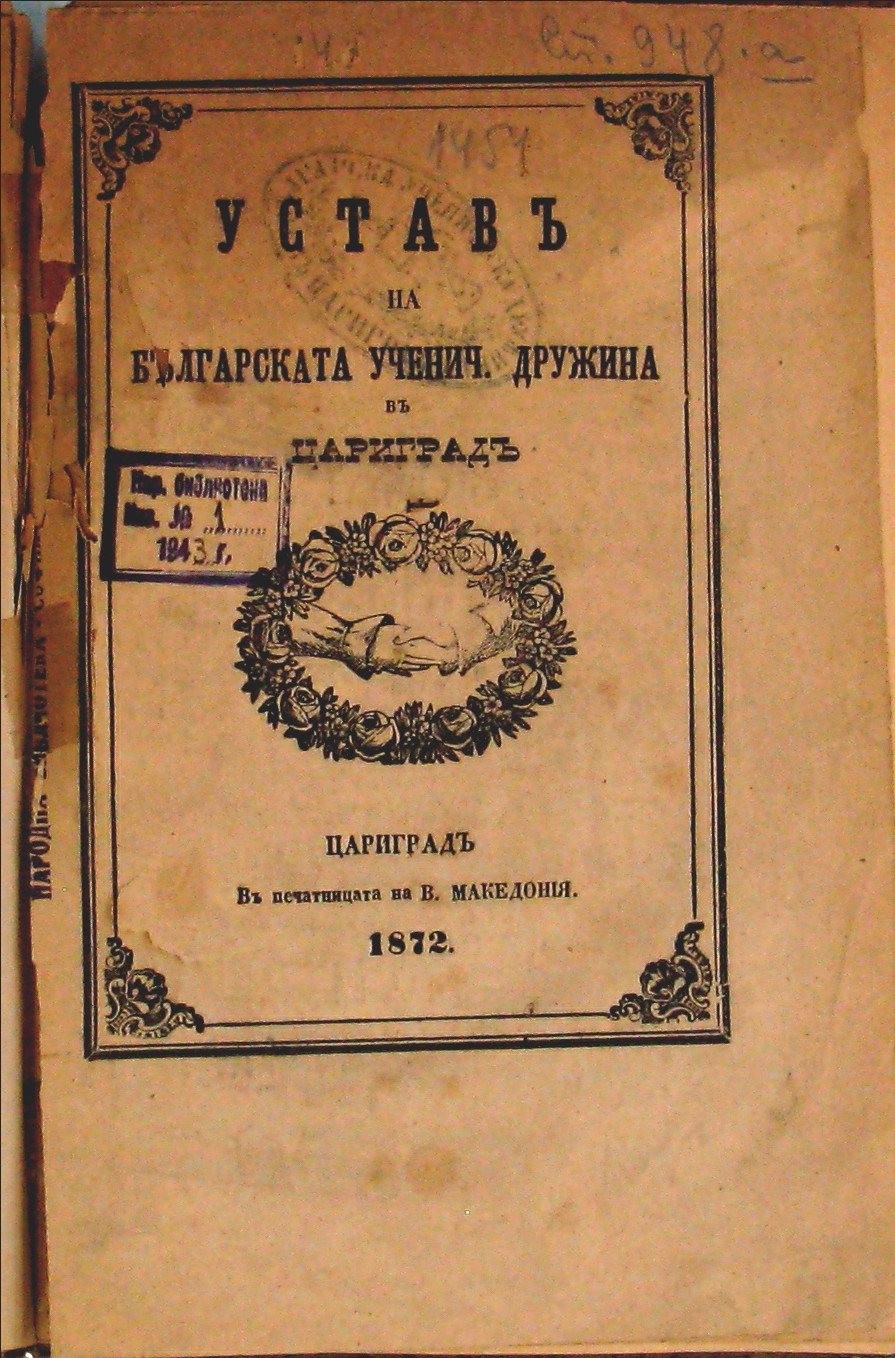 Ст. 948.а
1451
УСТАВЪ
НА
БЪЛГАРСКАТА УЧЕНИЧ. ДРУЖИНА
ВЪ
ЦАРИГРАДЪ
Нар. библиотека
Инв. № 1
1943 г.
ЦАРИГРАДЪ
Въ печатницата на В. МАКЕДОНІЯ.
1872.